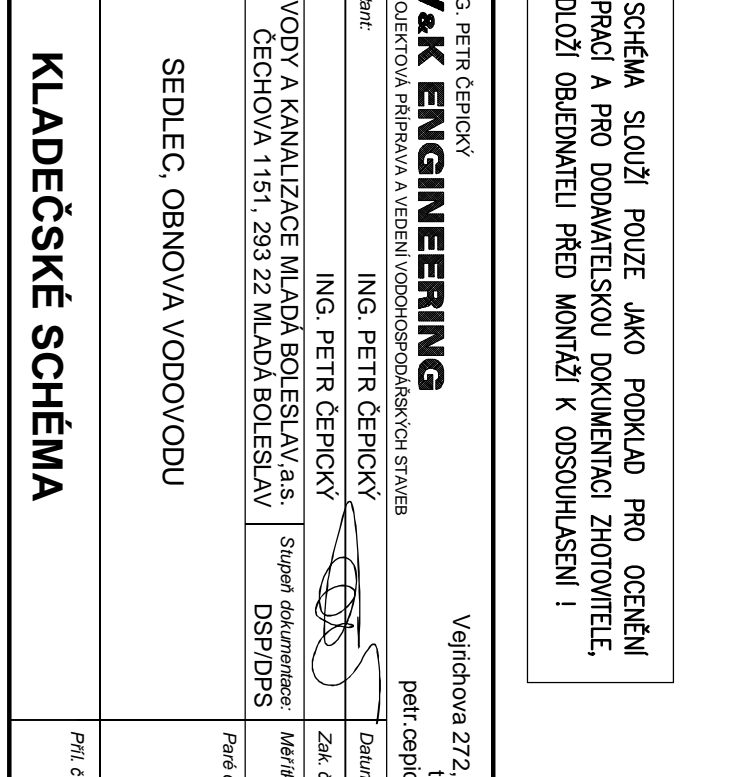 SCHÉMA SLOUŽÍ POUZE JAKO PODKLAD PRO OCENĚNÍ
PRACÍ A PRO DODAVATELSKOU DOKUMENTACI ZHOTOVITELE,
DLOŽÍ OBJEDNATELI PŘED MONTÁŽÍ K ODSOUHLASENÍ !
G. PETR ČEPICKÝ
V&K ENGINEERING
OJEKTOVÁ PŘÍPRAVA A VEDENÍ VODOHOSPODÁŘSKÝCH STAVEB
Vejrichova 272,
t
petr.cepic
tant:
ING. PETR ČEPICKÝ
Datum
ING. PETR ČEPICKÝ
Zak. č
VODY A KANALIZACE MLADÁ BOLESLAV,a.s.
ČECHOVA 1151, 293 22 MLADÁ BOLESLAV
Stupeň dokumentace:
DSP/DPS
Měřítk
SEDLEC, OBNOVA VODOVODU
Paré č
KLADEČSKÉ SCHÉMA
Příl. č